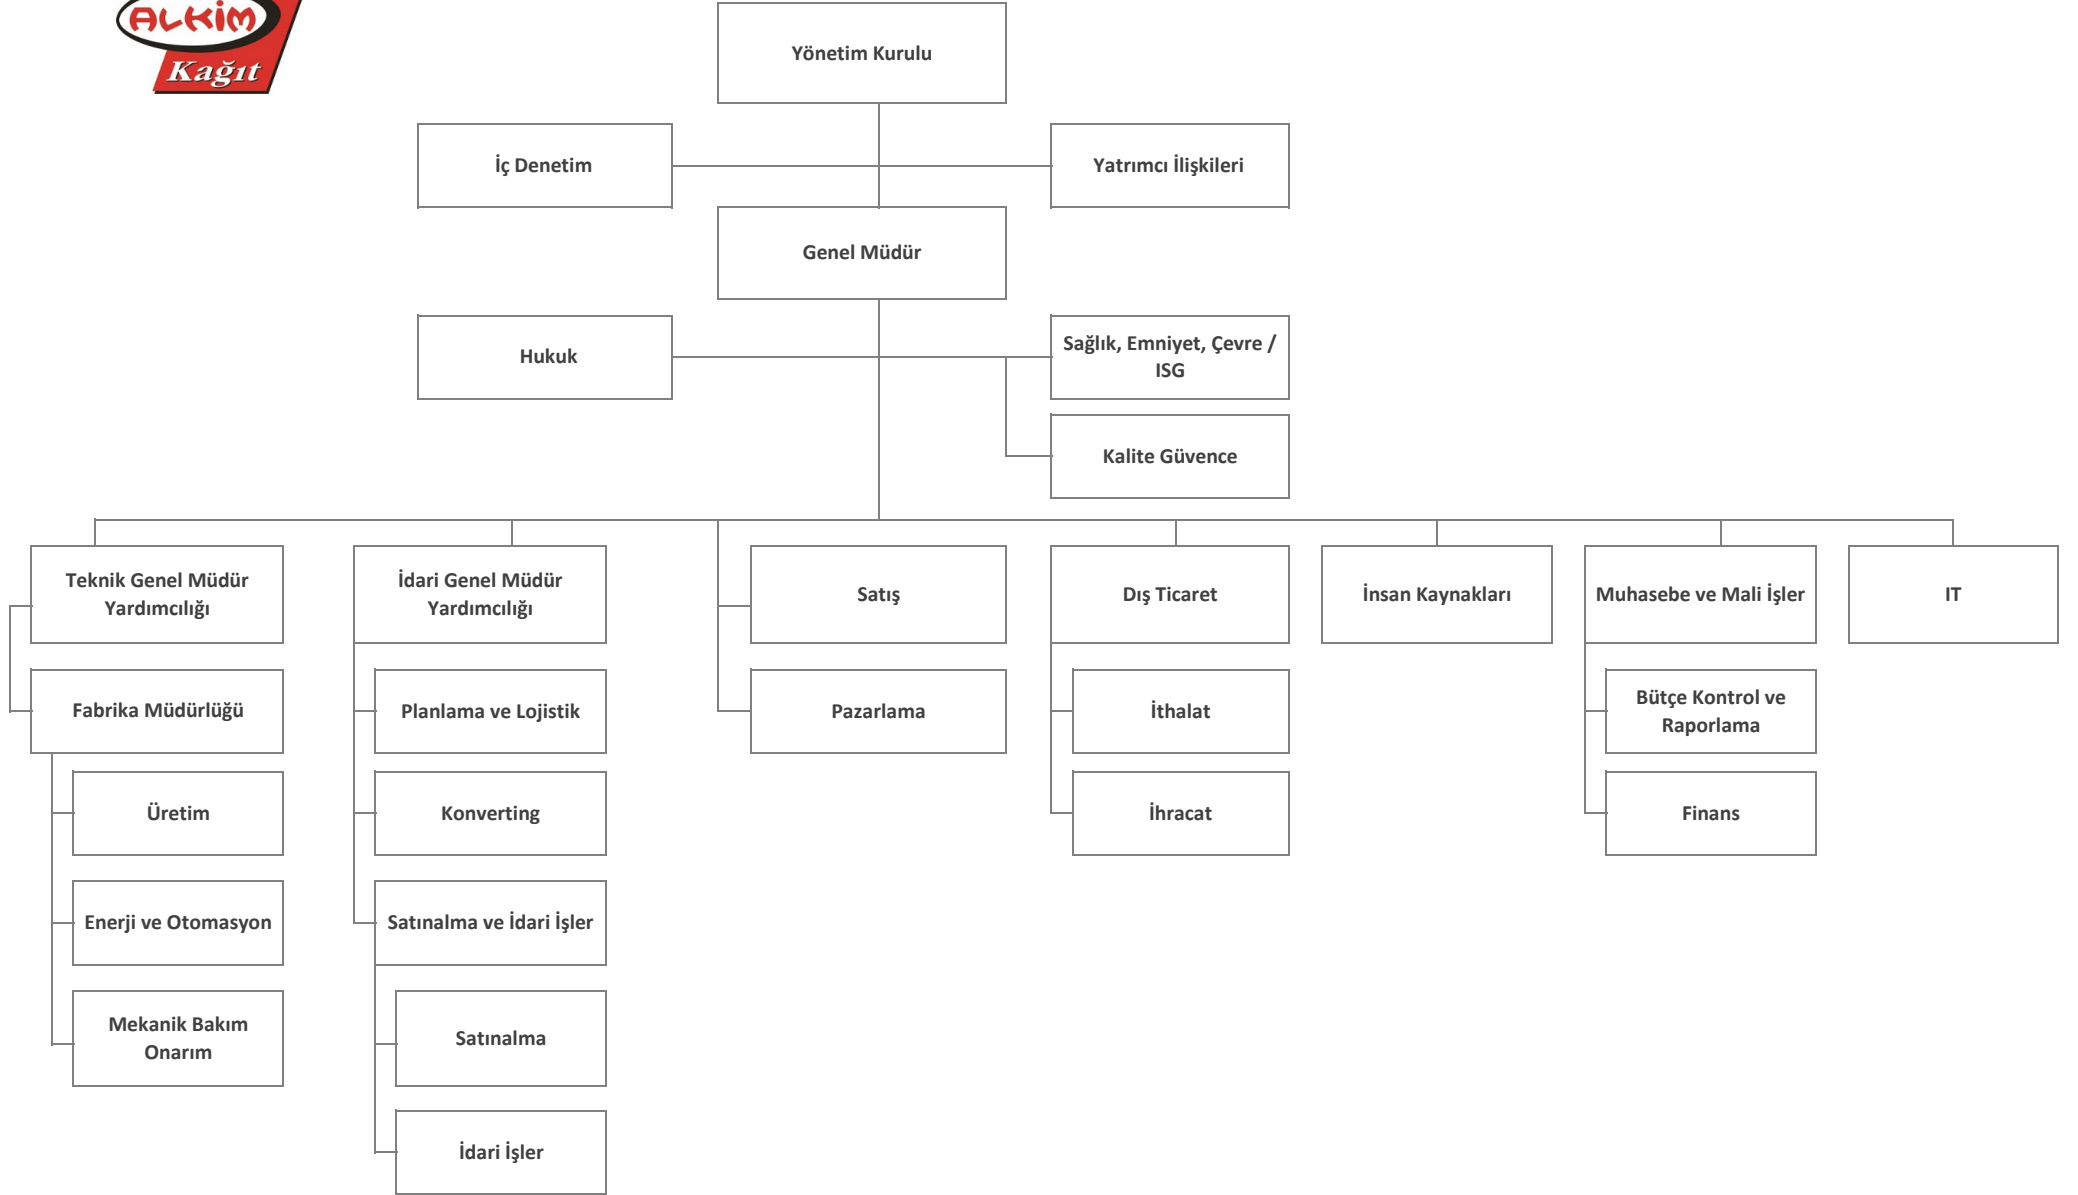 ALKİM
Kağıt
Yönetim Kurulu
İç Denetim
Yatrımcı İlişkileri
Genel Müdür
Hukuk
Sağlık, Emniyet, Çevre /
ISG
Kalite Güvence
Teknik Genel Müdür
Yardımcılığı
İdari Genel Müdür
Yardımcılığı
Satış
Dış Ticaret
İnsan Kaynakları
Muhasebe ve Mali İşler
IT
Fabrika Müdürlüğü
Planlama ve Lojistik
Pazarlama
İthalat
Bütçe Kontrol ve
Raporlama
Üretim
Konverting
İhracat
Finans
Enerji ve Otomasyon
Satınalma ve İdari İşler
Mekanik Bakım
Onarım
Satınalma
İdari İşler